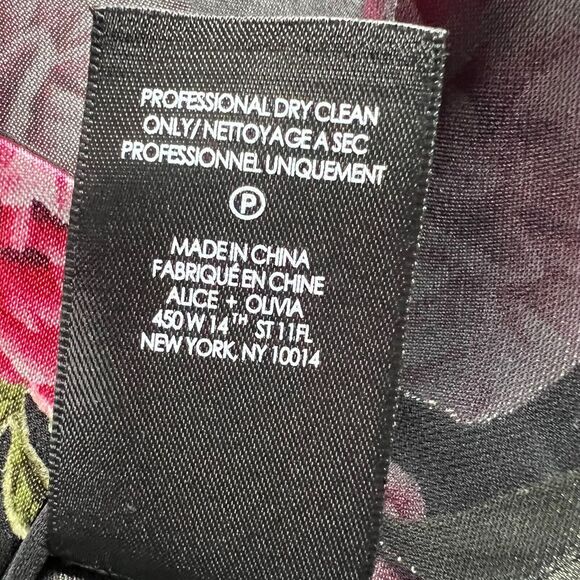 PROFESSIONAL DRY CLEAN
ONLY/ NETTOYAGE A SEC
PROFESSIONNEL UNIQUEMENT
P
MADE IN CHINA
FABRIQUÉ EN CHINE
ALICE + OLIVIA
450 W 14™ ST 11FL
NEW YORK, NY 10014